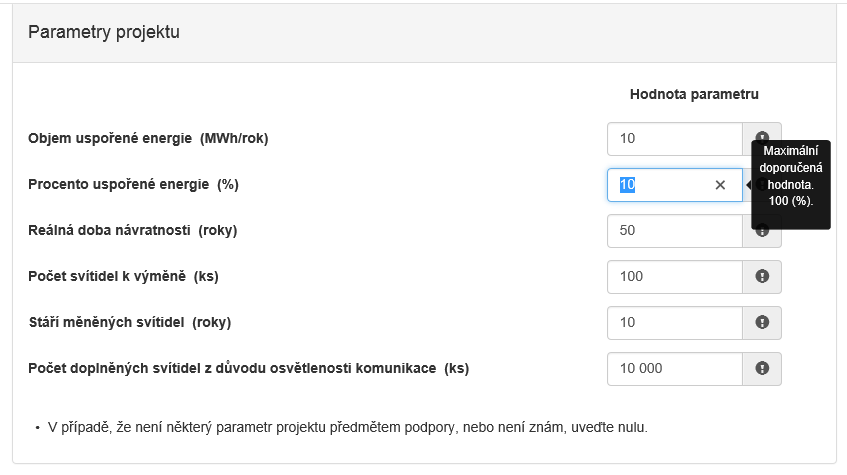 Parametry projektu
Hodnota parametru
Objem uspořené energie (MWh/rok) 10
Procento uspořené energie (%) 10
Maximální
doporučená
hodnota.
100 (%).
Reálná doba návratnosti (roky) 50
Počet svítidel k výměně (ks) 100
Stáří měněných svítidel (roky) 10
Počet doplněných svítidel z důvodu osvětlenosti komunikace (ks) 10 000
• V případě, že není některý parametr projektu předmětem podpory, nebo není znám, uveďte nulu.